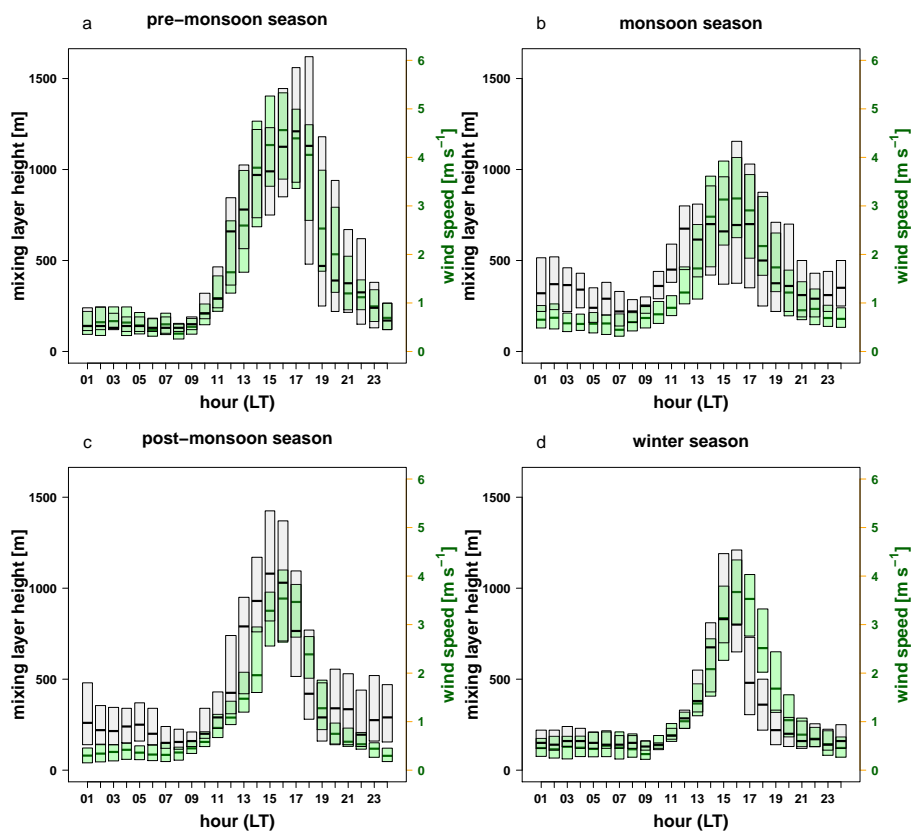 a pre−monsoon season
b monsoon season
mixing layer height [m]
0
500
1000
1500
wind speed [m s−1]
0
1
2
3
4
5
6
01 03 05 07 09 11 13 15 17 19 21 23
hour (LT)
mixing layer height [m]
0
500
1000
1500
wind speed [m s−1]
0
1
2
3
4
5
6
01 03 05 07 09 11 13 15 17 19 21 23
hour (LT)
c post−monsoon season
d winter season
mixing layer height [m]
0
500
1000
1500
wind speed [m s−1]
0
1
2
3
4
5
6
01 03 05 07 09 11 13 15 17 19 21 23
hour (LT)
mixing layer height [m]
0
500
1000
1500
wind speed [m s−1]
0
1
2
3
4
5
6
01 03 05 07 09 11 13 15 17 19 21 23
hour (LT)